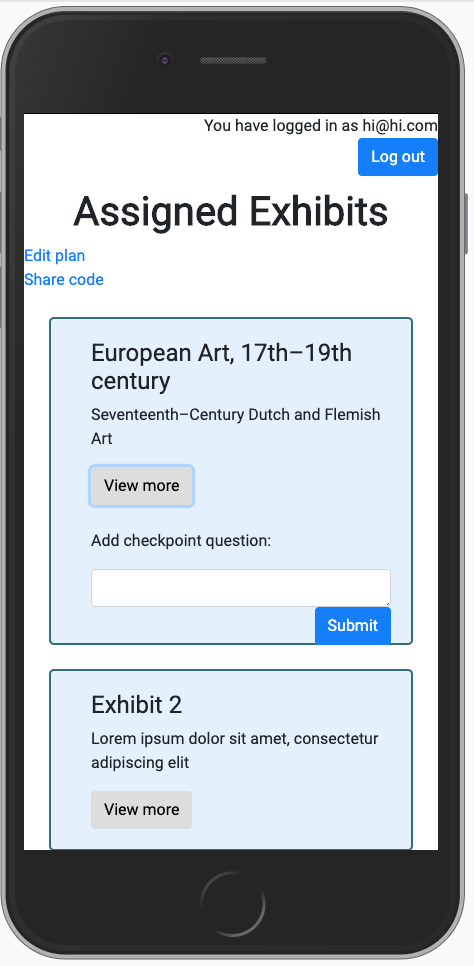 You have logged in as hi@hi.com
Log out
Assigned Exhibits
Edit plan
Share code
European Art, 17th–19th
century
Seventeenth–Century Dutch and Flemish
Art
View more
Add checkpoint question:
Submit
Exhibit 2
Lorem ipsum dolor sit amet, consectetur
adipiscing elit
View more